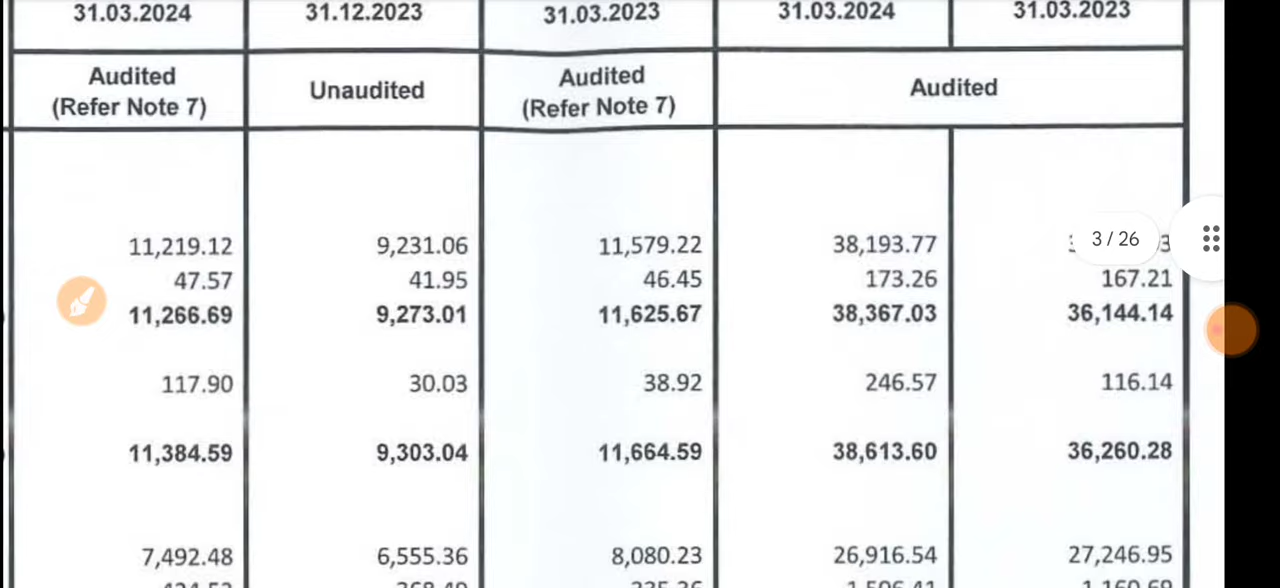 31.03.2024 31.12.2023 31.03.2023 31.03.2024 31.03.2023
Audited Unaudited Audited Audited
(Refer Note 7) (Refer Note 7)
11,219.12 9,231.06 11,579.22 38,193.77
3 / 26
47.57 41.95 46.45 173.26 167.21
11,266.69 9,273.01 11,625.67 38,367.03 36,144.14
117.90 30.03 38.92 246.57 116.14
11,384.59 9,303.04 11,664.59 38,613.60 36,260.28
7,492.48 6,555.36 8,080.23 26,916.54 27,246.95